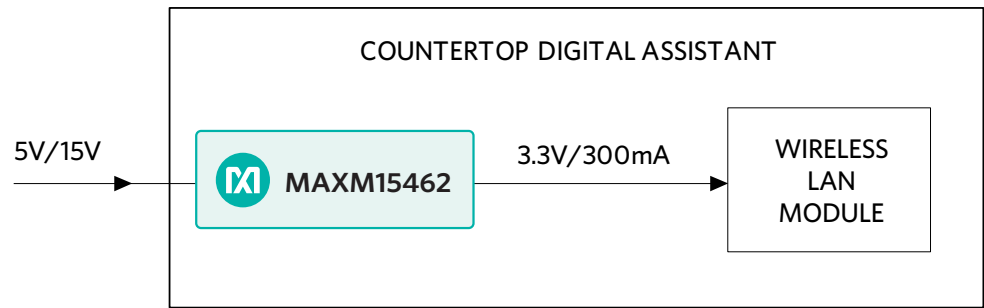 COUNTERTOP DIGITAL ASSISTANT
5V/15V
MAXM15462
3.3V/300mA
WIRELESS
LAN
MODULE